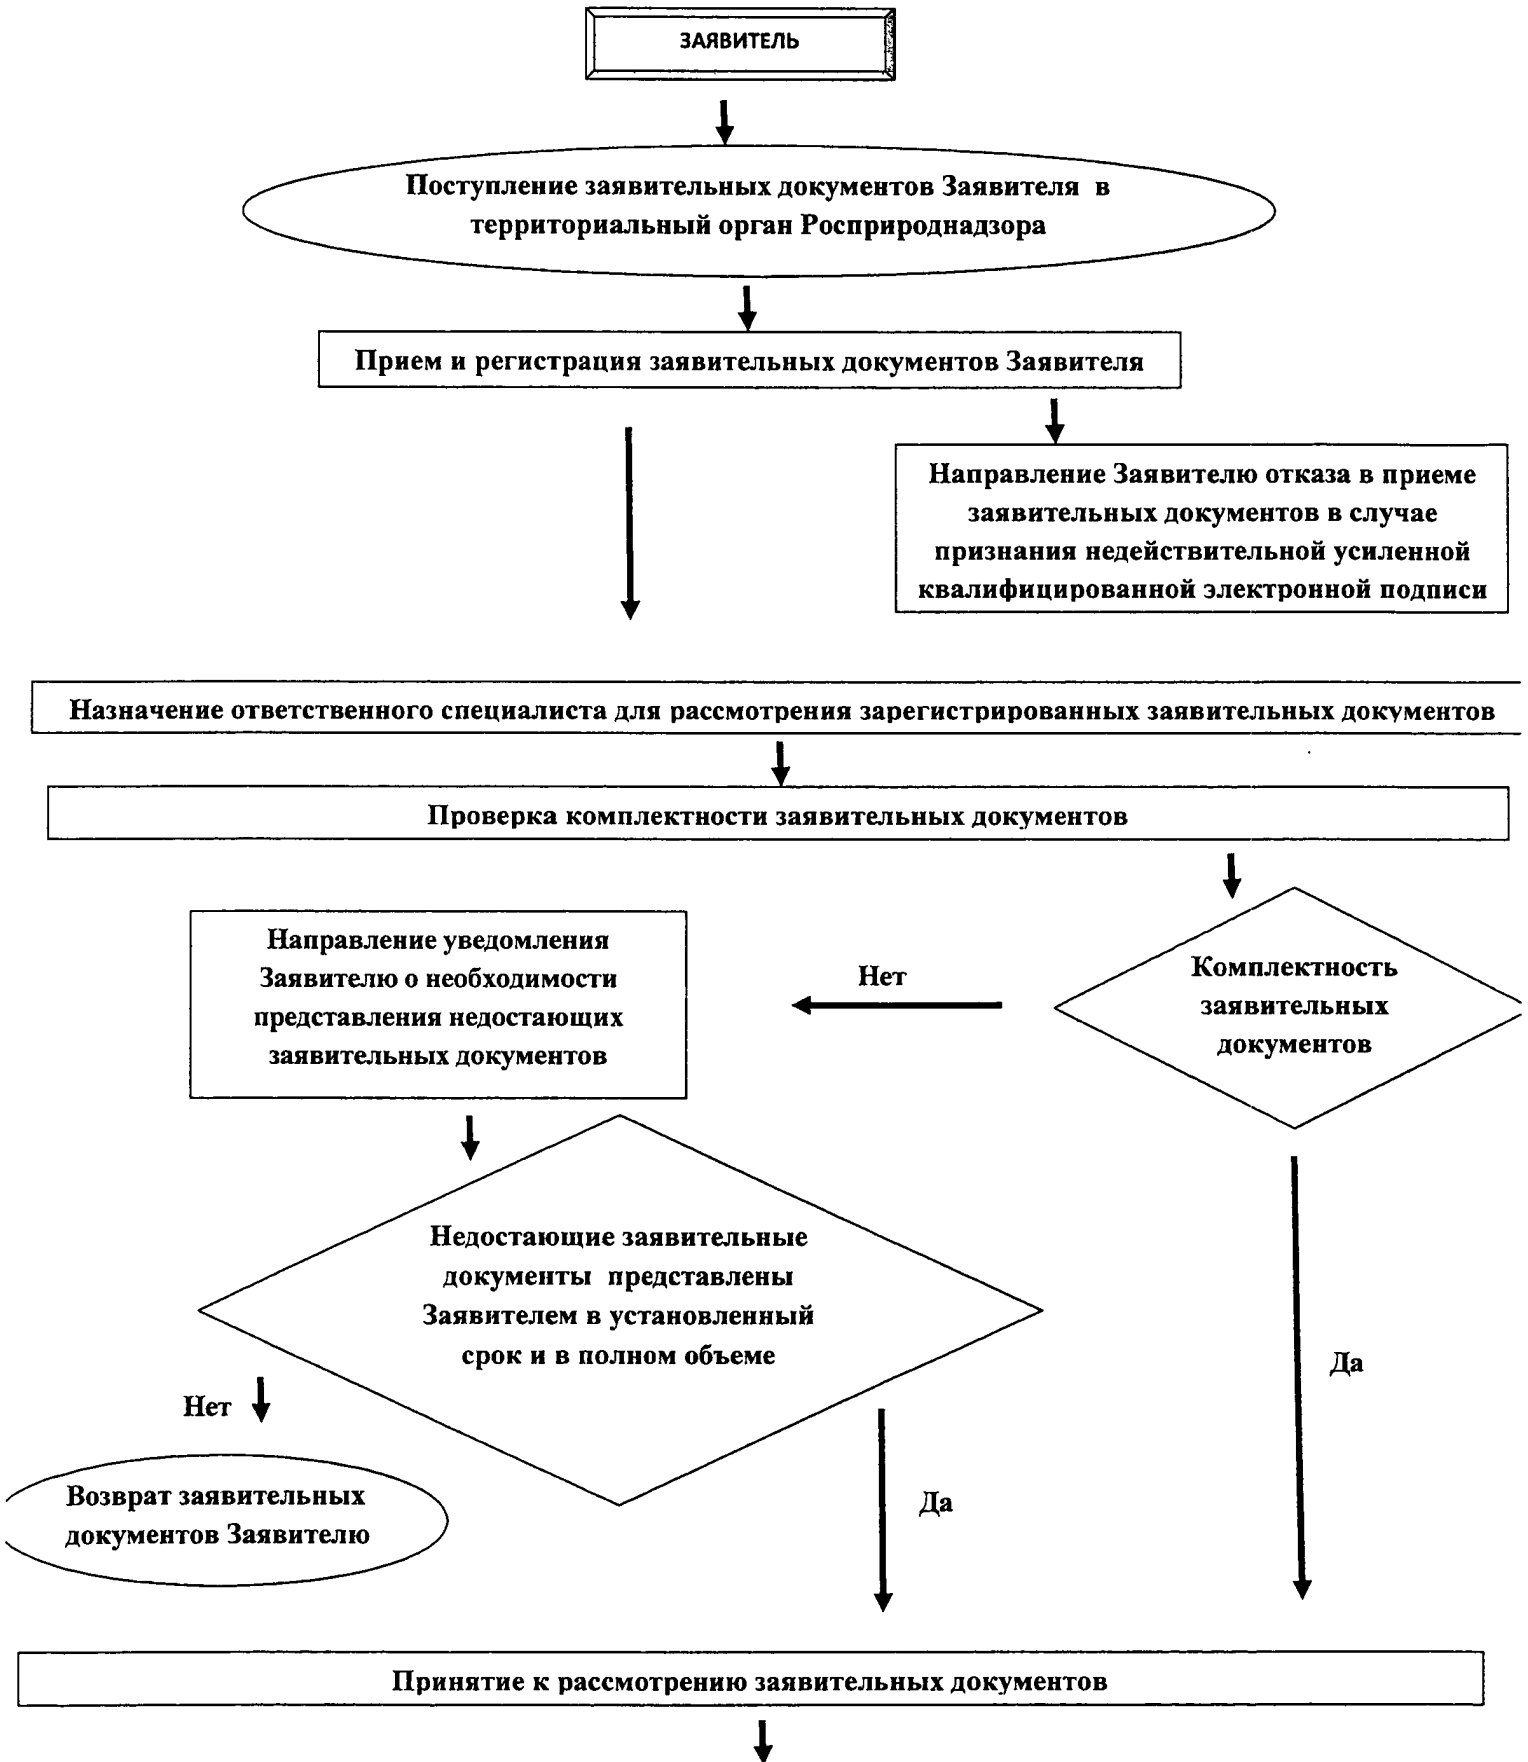 ЗАЯВИТЕЛЬ
Поступление заявительных документов Заявителя в
территориальный орган Росприроднадзора
Прием и регистрация заявительных документов Заявителя
Направление Заявителю отказа в приеме
заявительных документов в случае
признания недействительной усиленной
квалифицированной электронной подписи
Назначение ответственного специалиста для рассмотрения зарегистрированных заявительных документов
Проверка комплектности заявительных документов
Направление уведомления
Заявителю о необходимости
представления недостающих
заявительных документов
Нет
Комплектность
заявительных
документов
Недостающие заявительные
документы представлены
Заявителем в установленный
срок и в полном объеме
Да
Нет
Возврат заявительных
документов Заявителю
Да
Принятие к рассмотрению заявительных документов